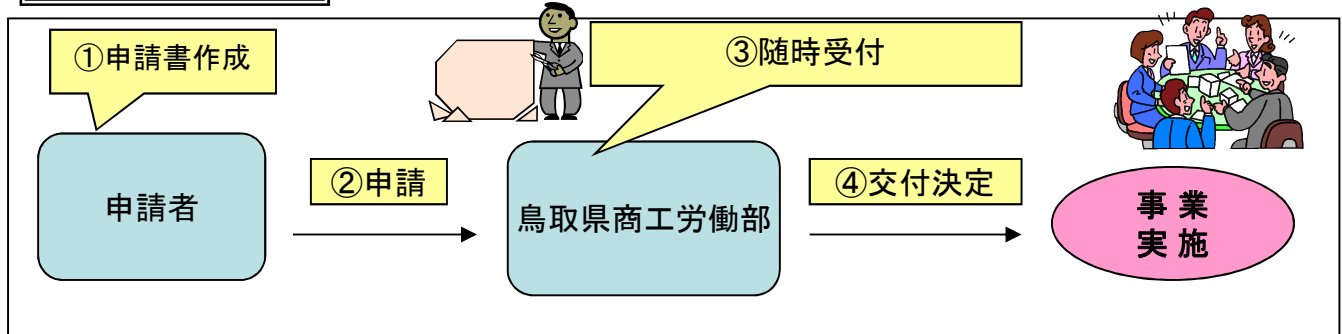 ①申請書作成
③随時受付
申請者
②申請
鳥取県商工労働部
④交付決定
事業
実施